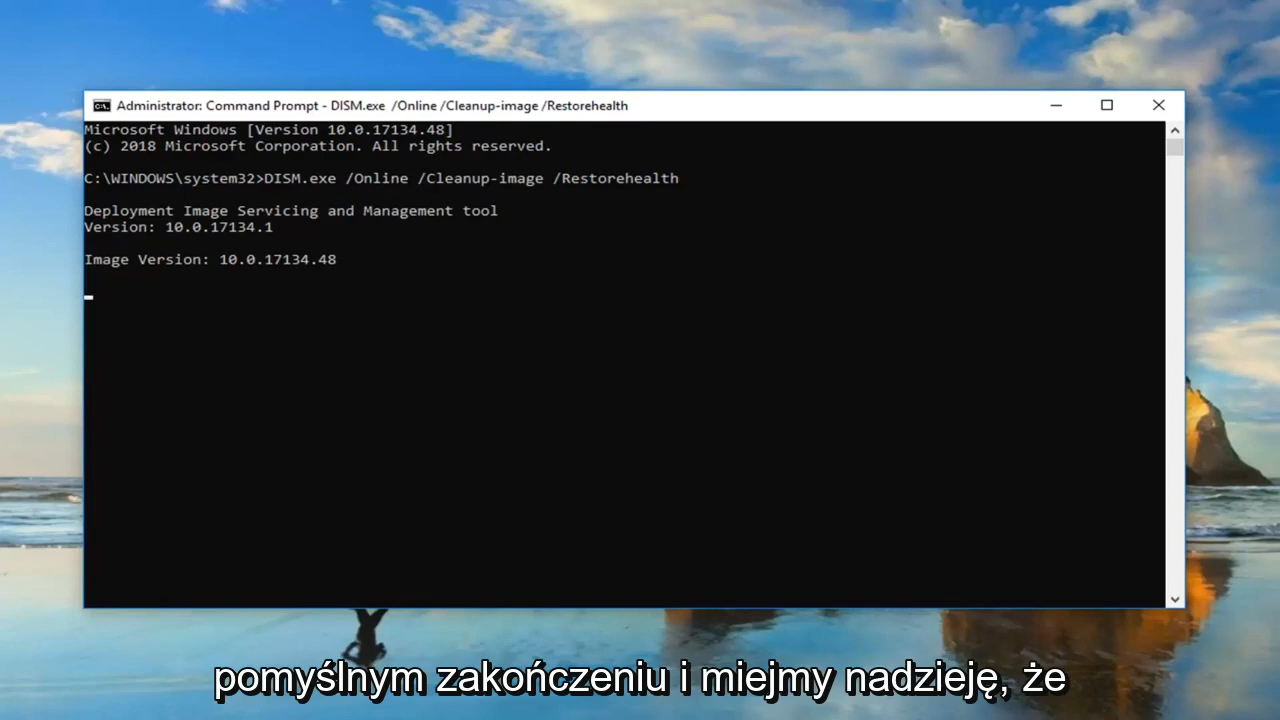 Administrator: Command Prompt - DISM.exe /Online /Cleanup-image /Restorehealth
Microsoft Windows [Version 10.0.17134.48]
(c) 2018 Microsoft Corporation. All rights reserved.
C:\WINDOWS\system32>DISM.exe /Online /Cleanup-image /Restorehealth
Deployment Image Servicing and Management tool
Version: 10.0.17134.1
Image Version: 10.0.17134.48
pomyślnym zakończeniu i miejmy nadzieję, że